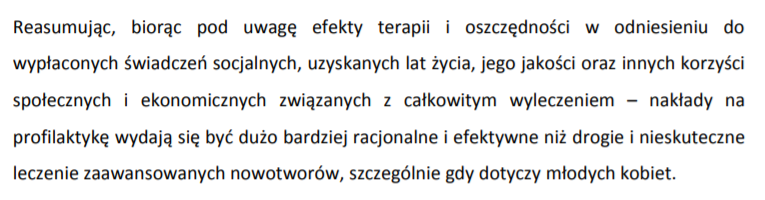 Reasumując, biorąc pod uwagę efekty terapii i oszczędności w odniesieniu do
wypłaconych świadczeń socjalnych, uzyskanych lat życia, jego jakości oraz innych korzyści
społecznych i ekonomicznych związanych z całkowitym wyleczeniem – nakłady na
profilaktykę wydają się być dużo bardziej racjonalne i efektywne niż drogie i nieskuteczne
leczenie zaawansowanych nowotworów, szczególnie gdy dotyczy młodych kobiet.